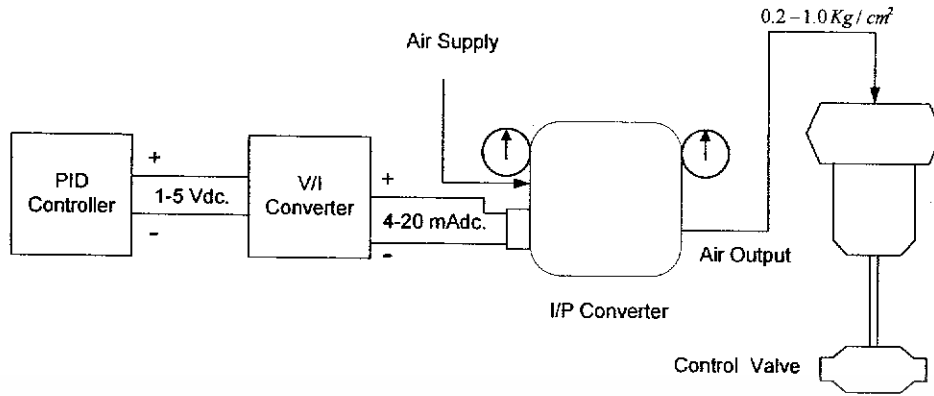 0.2 – 1.0 Kg / cm²
Air Supply
PID
Controller
+
1-5 Vdc.
-
V/I
Converter
+
4-20 mAdc.
-
Air Output
I/P Converter
Control Valve